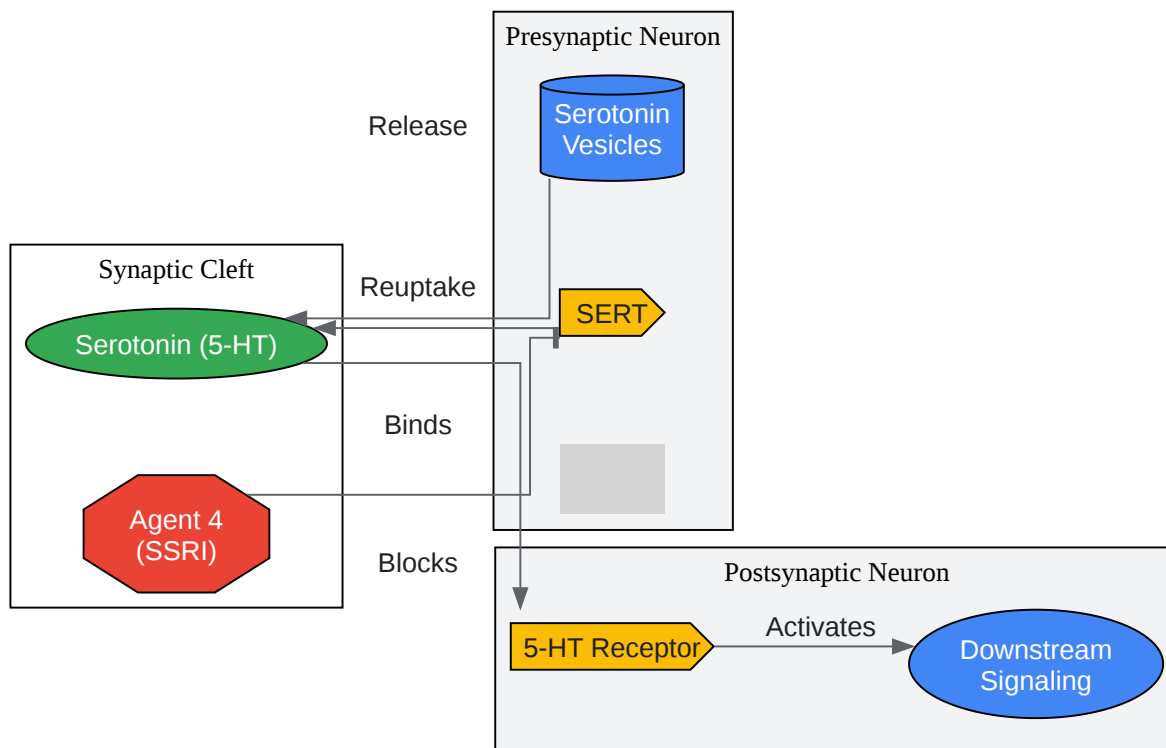 Presynaptic Neuron
Serotonin
Vesicles
Release
Synaptic Cleft
Reuptake
SERT
Serotonin (5-HT)
Binds
Agent 4
(SSRI)
Blocks
Postsynaptic Neuron
5-HT Receptor
Activates
Downstream
Signaling